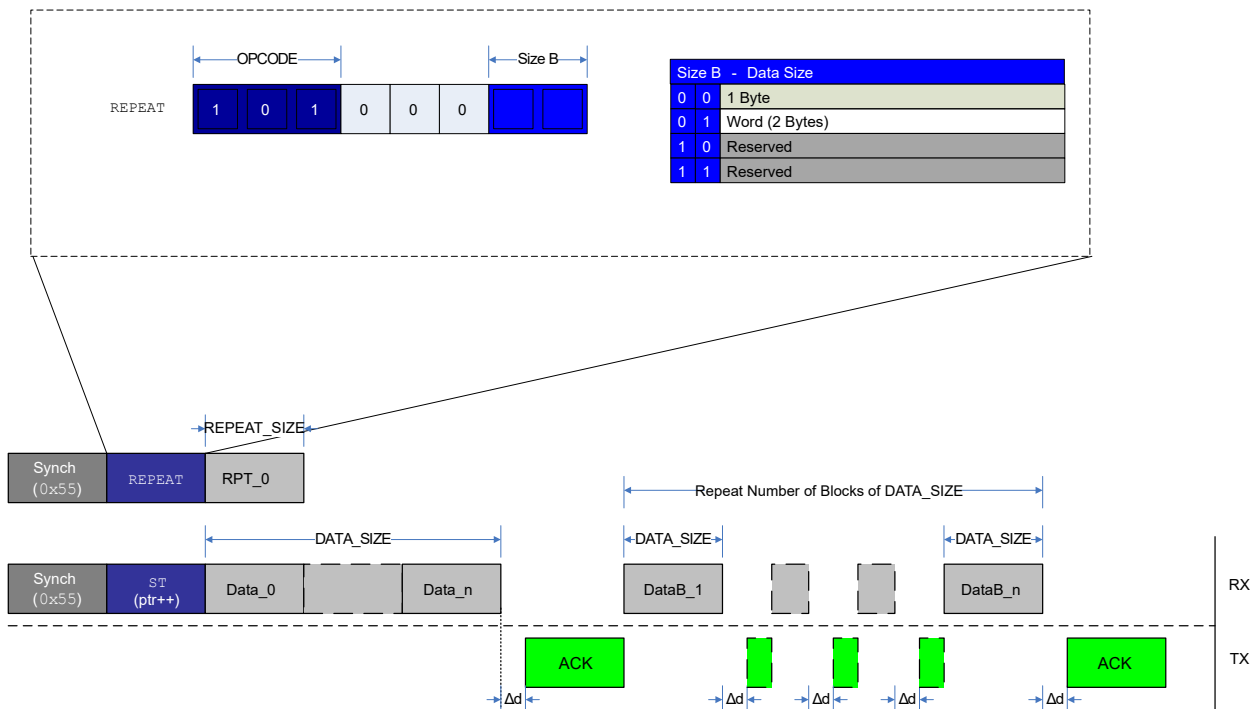 OPCODE
Size B
REPEAT
1 0 1 0 0 0
Size B - Data Size
0 0 1 Byte
0 1 Word (2 Bytes)
1 0 Reserved
1 1 Reserved
REPEAT_SIZE
Synch
(0x55)
REPEAT
RPT_0
Repeat Number of Blocks of DATA_SIZE
DATA_SIZE
DATA_SIZE
DATA_SIZE
Synch
(0x55)
ST
(ptr++)
Data_0
Data_n
DataB_1
DataB_n
RX
ACK
ACK
TX
Δd
Δd
Δd
Δd
Δd